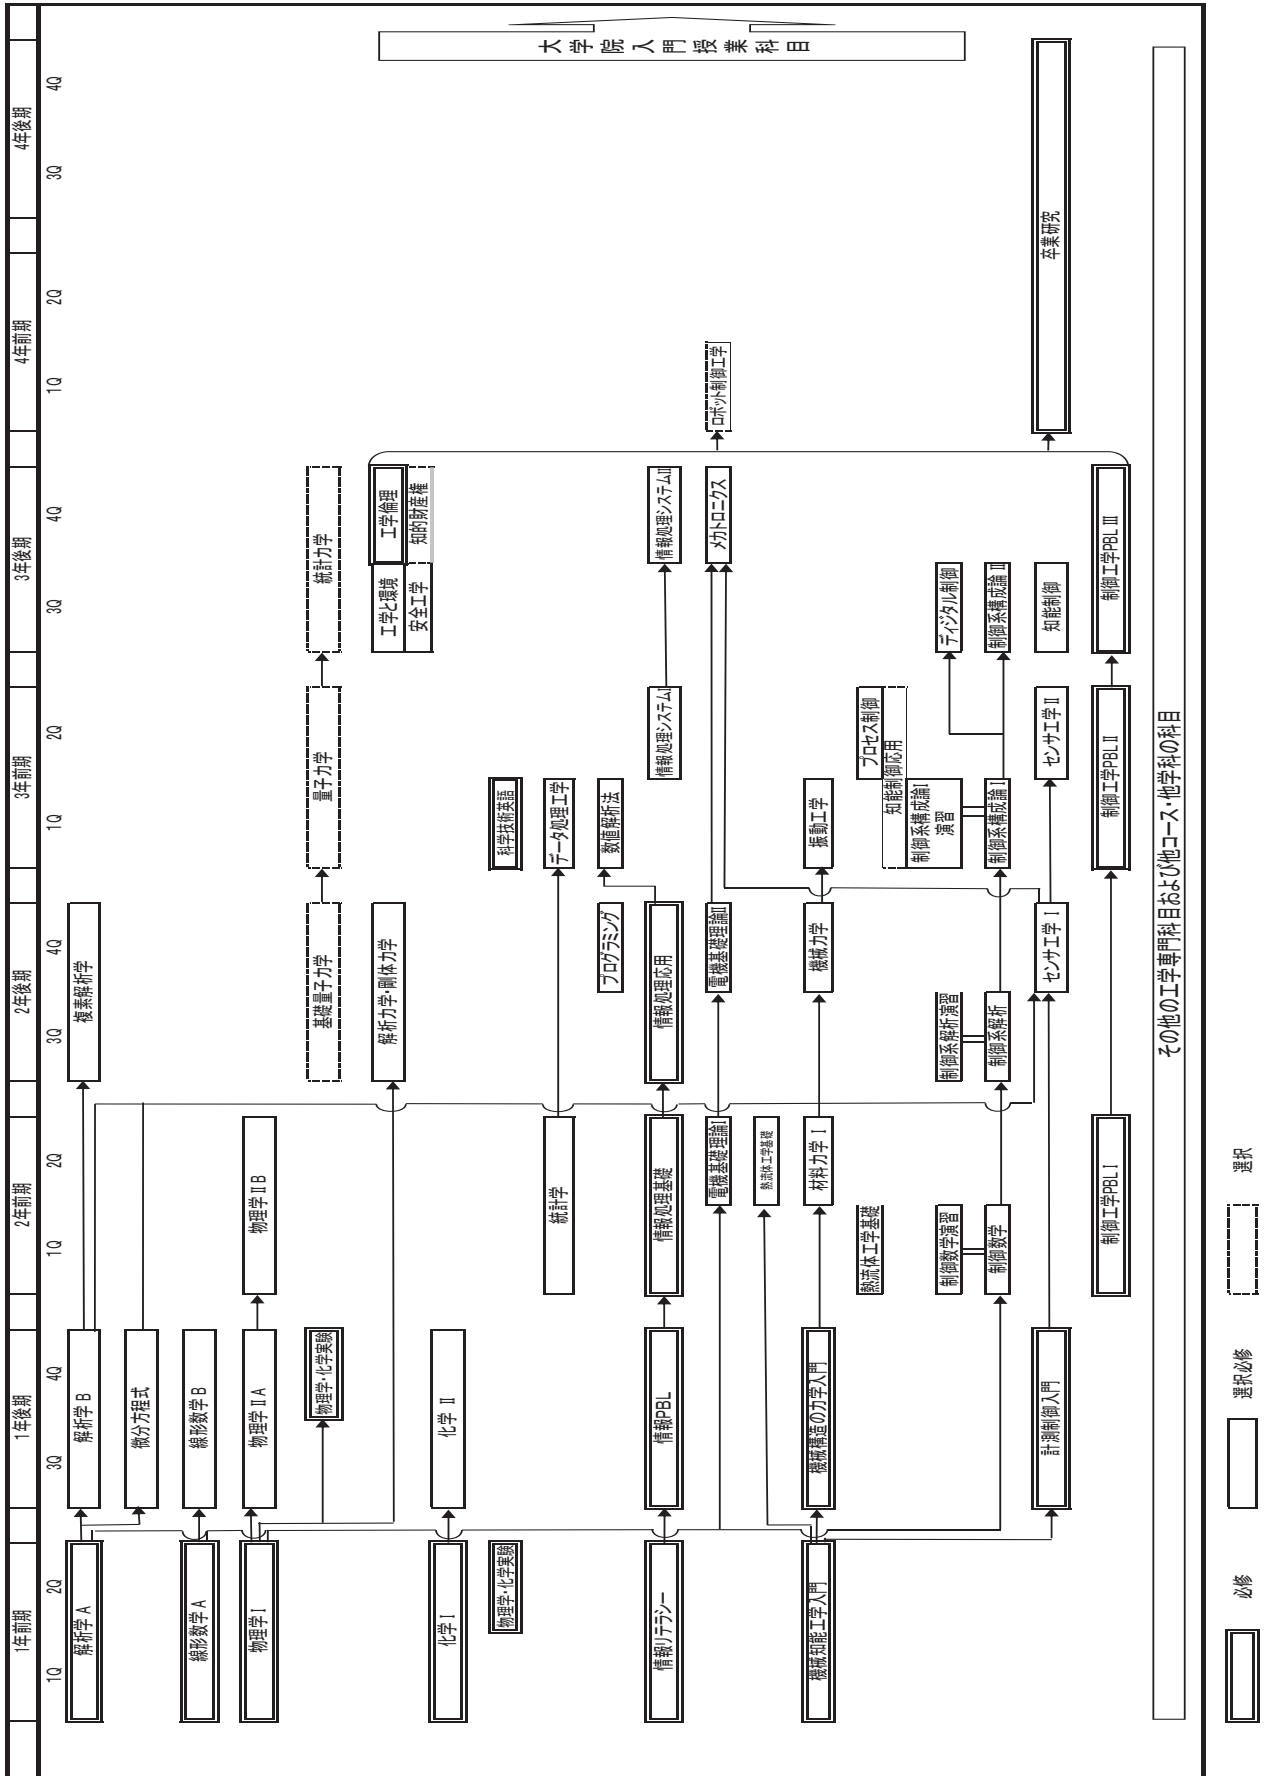 1年前期
1年後期
2年前期
2年後期
3年前期
3年後期
4年前期
4年後期
1Q
2Q
3Q
4Q
1Q
2Q
3Q
4Q
1Q
2Q
3Q
4Q
1Q
2Q
3Q
4Q
解析学 A
解析学 B
複素解析学
微分方程式
線形数学 A
線形数学 B
物理学 I
物理学 II A
物理学 II B
物理学・化学実験
基礎量子力学
量子力学
統計力学
解析力学・剛体力学
工学と環境
工学倫理
安全工学
知的財産権
化学 I
化学 II
物理学・化学実験
科学技術英語
統計学
データ処理工学
プログラミング
数値解析法
情報リテラシー
情報PBL
情報処理基礎
情報処理応用
情報処理システムI
情報処理システムII
電機基礎理論I
電機基礎理論II
メカトロニクス
ロボット制御工学
熱流体工学基礎
機械知能工学入門
機械構造の力学入門
材料力学 I
機械力学
振動工学
熱流体工学基礎
プロセス制御
知能制御応用
制御系構成論I
演習
制御数学演習
制御系解析演習
ディジタル制御
制御数学
制御系解析
制御系構成論I
制御系構成論 II
計測制御入門
センサ工学 I
センサ工学 II
知能制御
卒業研究
制御工学PBL I
制御工学PBL II
制御工学PBL III
その他の工学専門科目および他コース・他学科の科目
大学院入門授業科目
必修
選択必修
選択